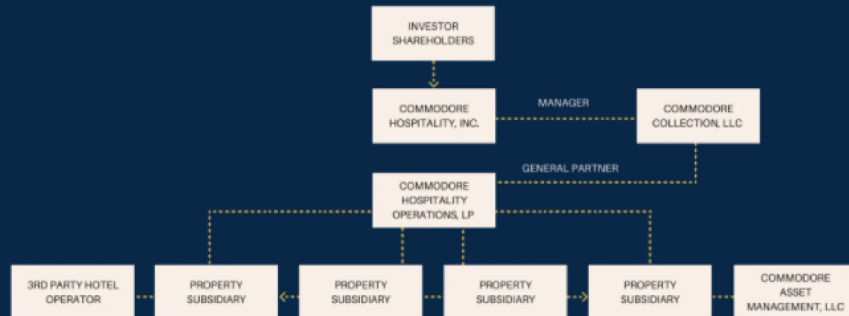 INVESTOR
SHAREHOLDERS
COMMODORE
HOSPITALITY, INC.
MANAGER
COMMODORE
COLLECTION, LLC
GENERAL PARTNER
COMMODORE
HOSPITALITY
OPERATIONS, LP
3RD PARTY HOTEL
OPERATOR
PROPERTY
SUBSIDIARY
PROPERTY
SUBSIDIARY
PROPERTY
SUBSIDIARY
PROPERTY
SUBSIDIARY
COMMODORE
ASSET
MANAGEMENT, LLC